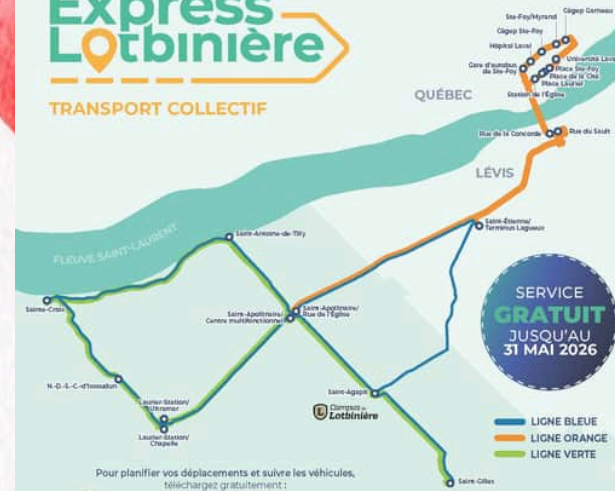 Express
Lotbinière
TRANSPORT COLLECTIF
Cégep Garneau
Ste-Foy/Myrand
Cégep Ste-Foy
Hôpital Laval
Université Laval
Gare d'autobus
de Ste-Foy
Place Ste-Foy
Place de la Cité
Place Laurier
Station de l'Église
QUÉBEC
Rue de la Concorde
Rue du Sault
LÉVIS
Saint-Étienne/
Terminus Lagueux
FLEUVE SAINT-LAURENT
Saint-Antoine-de-Tilly
Sainte-Croix
Saint-Apollinaire/
Centre multifonctionnel
Saint-Apollinaire/
Rue de l'Église
SERVICE
GRATUIT
JUSQU'AU
31 MAI 2026
N.-D.-S.-C.-d'Issoudun
Laurier-Station/
Ultramar
Laurier-Station/
Chapelle
Saint-Agapit
Campus de
Lotbinière
LIGNE BLEUE
LIGNE ORANGE
LIGNE VERTE
Saint-Gilles
Pour planifier vos déplacements et suivre les véhicules,
téléchargez gratuitement :